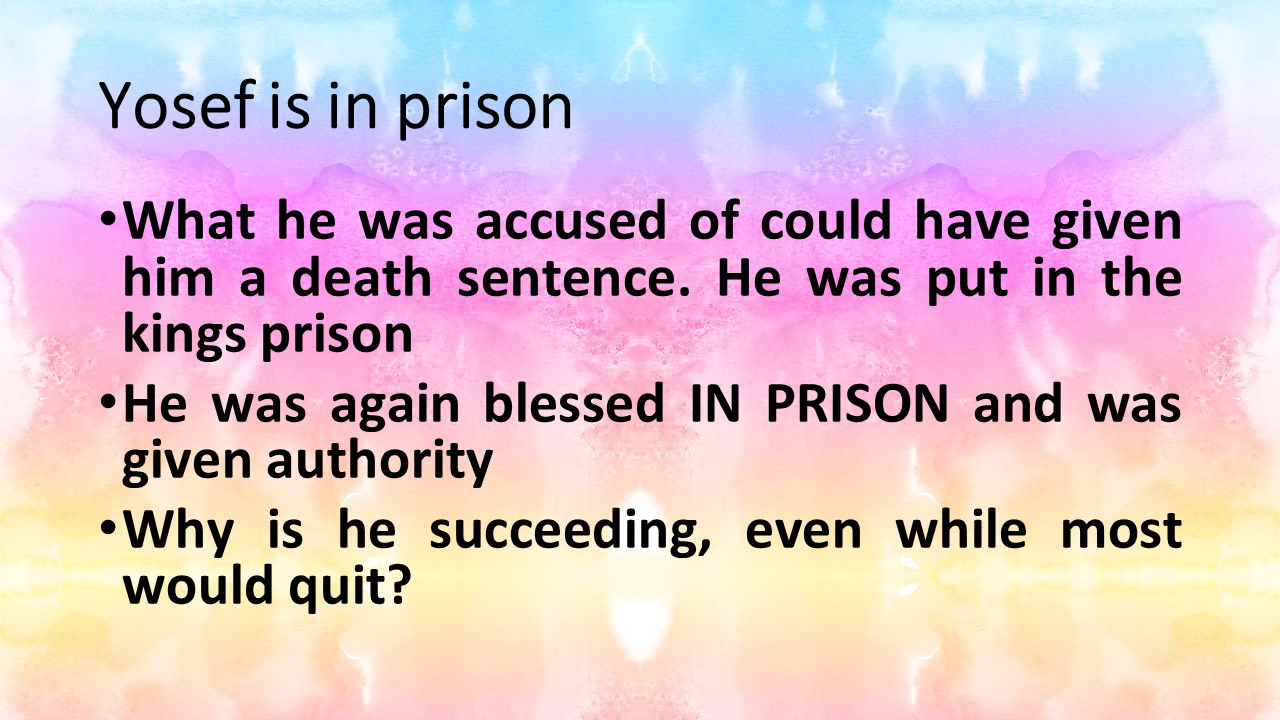 Yosef is in prison
•What he was accused of could have given
him a death sentence. He was put in the
kings prison
•He was again blessed IN PRISON and was
given authority
•Why is he succeeding, even while most
would quit?